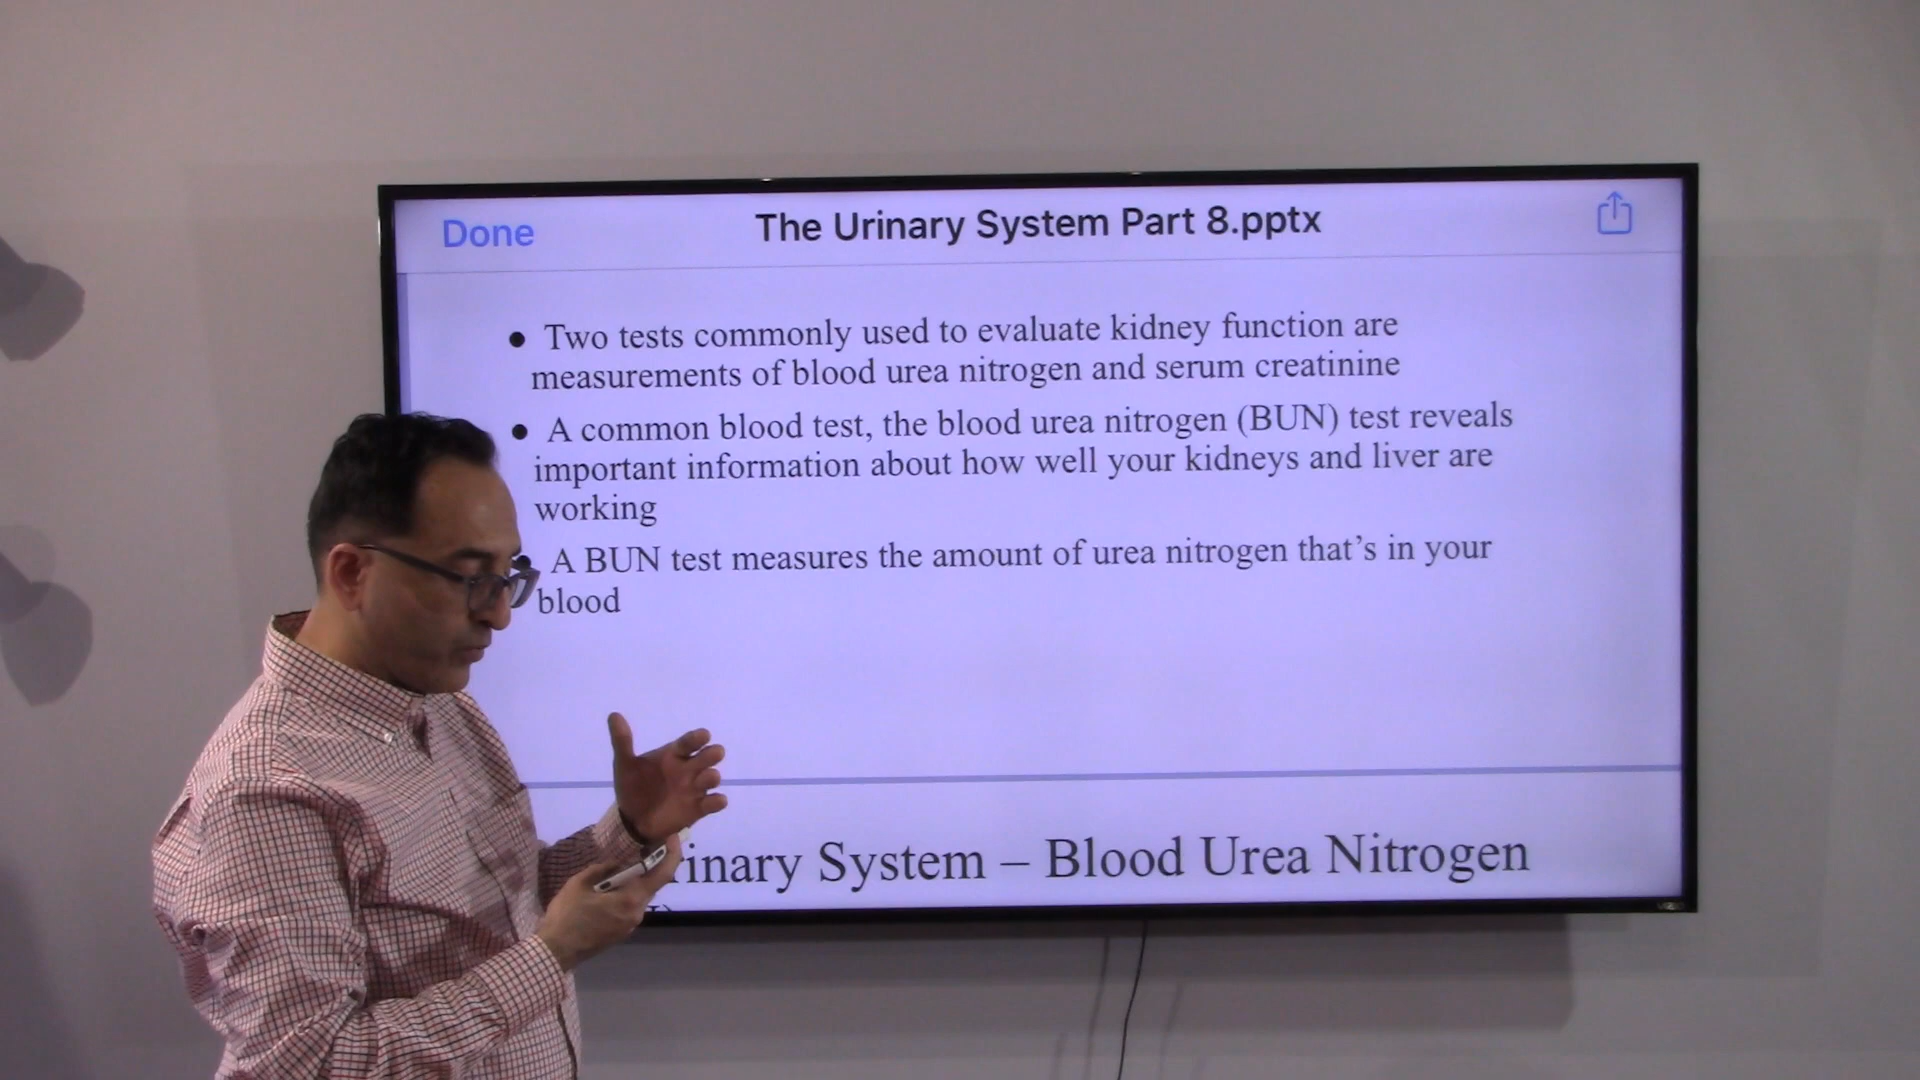 Done
The Urinary System Part 8.pptx
● Two tests commonly used to evaluate kidney function are
measurements of blood urea nitrogen and serum creatinine
● A common blood test, the blood urea nitrogen (BUN) test reveals
important information about how well your kidneys and liver are
working
● A BUN test measures the amount of urea nitrogen that’s in your
blood
System – Blood Urea Nitrogen
VIZIO